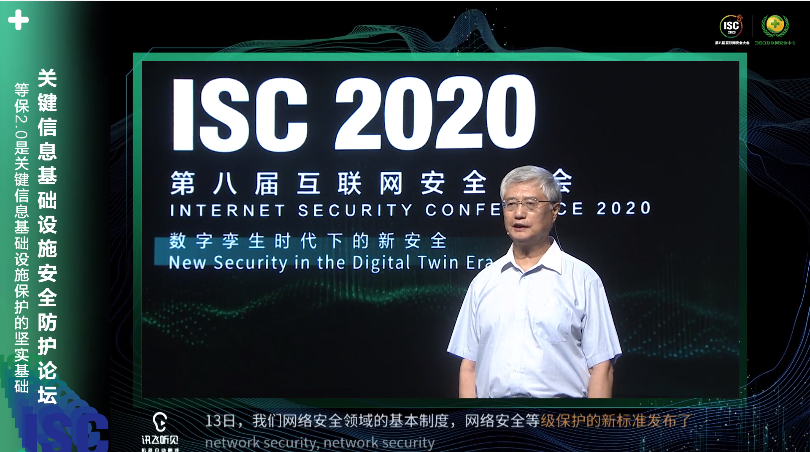 ISC
关键信息基础设施安全防护论坛
等保2.0是关键信息基础设施保护的坚实基础
ISC 2020
第八届互联网安全 会
INTERNET SECURITY CONFE CE 2020
数字孪生时代下的新安全
New Security in the Digital Twin Era
ISC
讯飞听见
13日，我们网络安全领域的基本制度，网络安全等级保护的新标准发布了
network security, network security